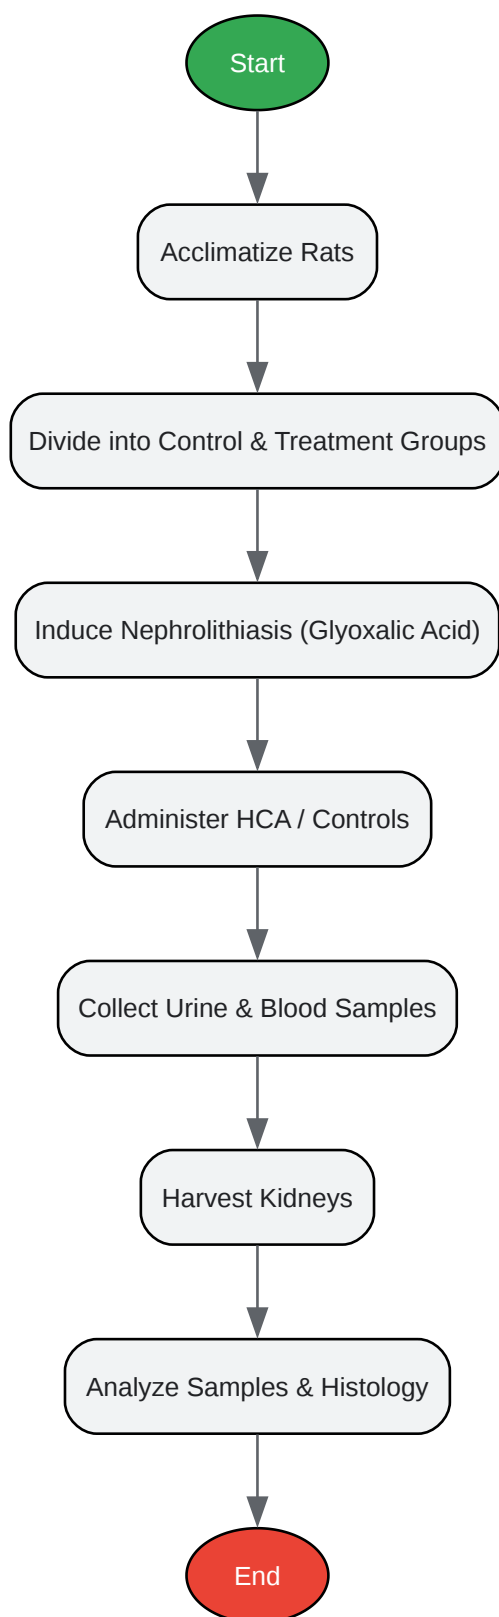 Start
Acclimatize Rats
Divide into Control & Treatment Groups
Induce Nephrolithiasis (Glyoxalic Acid)
Administer HCA / Controls
Collect Urine & Blood Samples
Harvest Kidneys
Analyze Samples & Histology
End